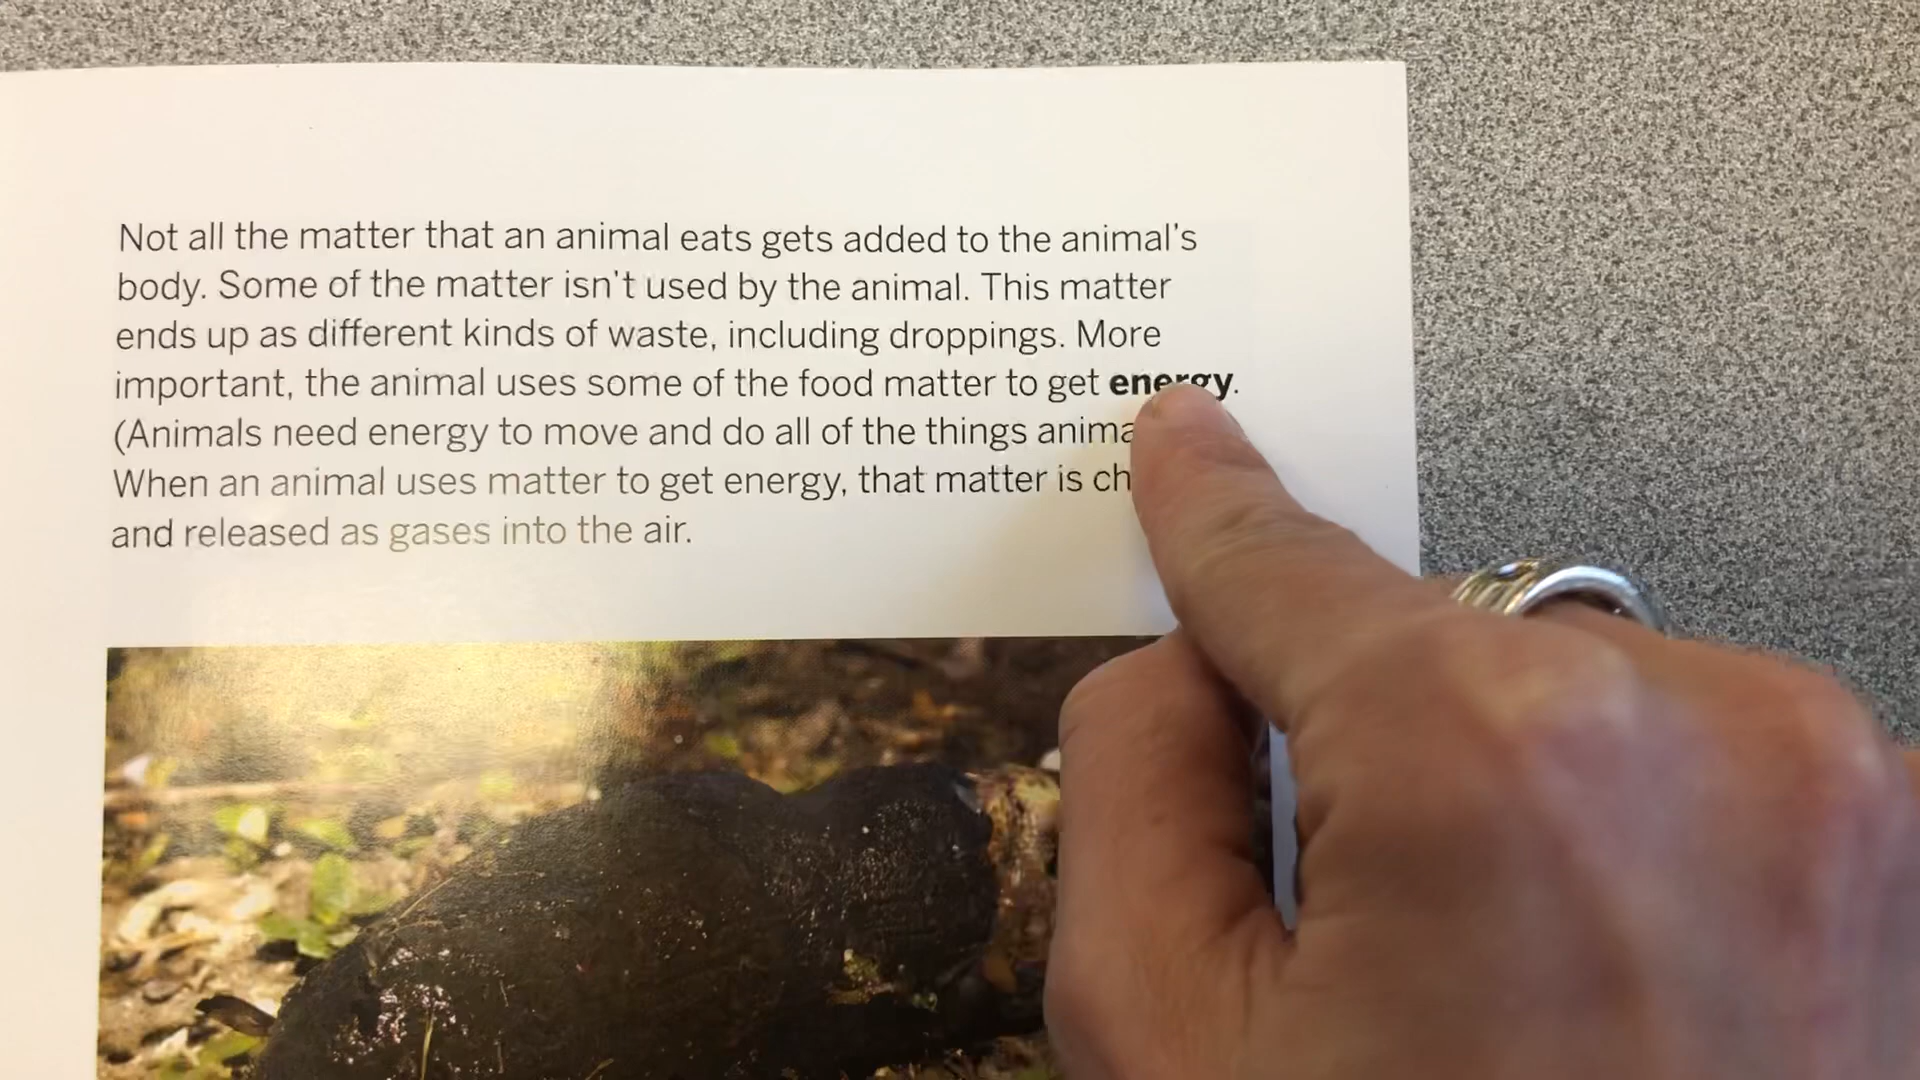 Not all the matter that an animal eats gets added to the animal's
body. Some of the matter isn't used by the animal. This matter
ends up as different kinds of waste, including droppings. More
important, the animal uses some of the food matter to get energy.
(Animals need energy to move and do all of the things
When an animal uses matter to get energy, that matter is
and released as gases into the air.